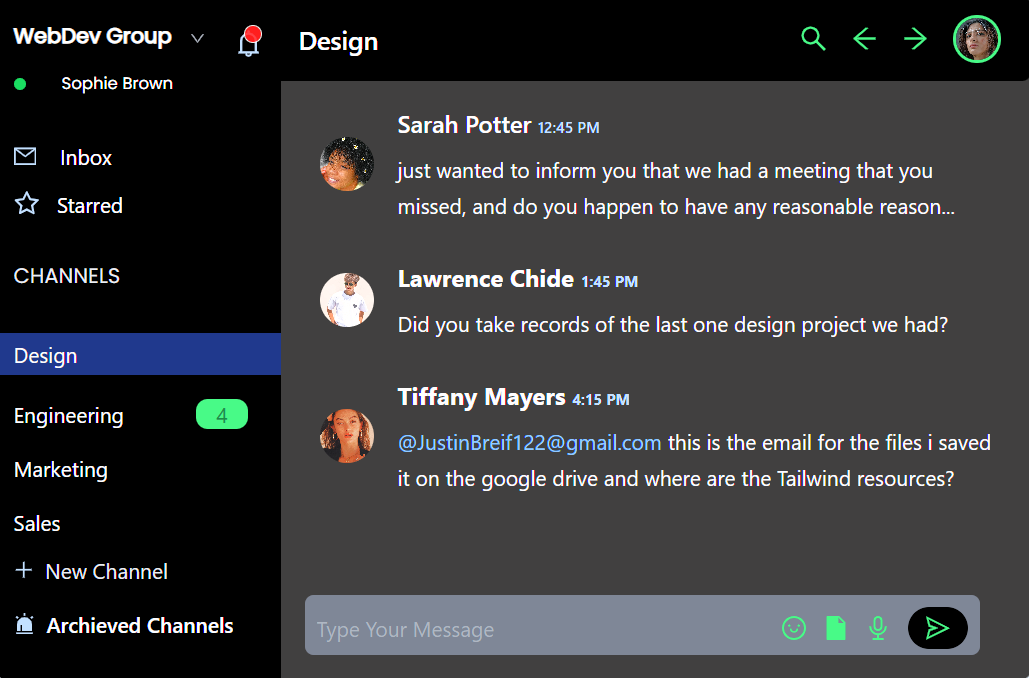 WebDev Group
Sophie Brown
Inbox
Starred
CHANNELS
Design
Engineering 4
Marketing
Sales
New Channel
Archieved Channels
Design
Sarah Potter 12:45 PM
just wanted to inform you that we had a meeting that you
missed, and do you happen to have any reasonable reason...
Lawrence Chide 1:45 PM
Did you take records of the last one design project we had?
Tiffany Mayers 4:15 PM
@JustinBreif122@gmail.com this is the email for the files i saved
it on the google drive and where are the Tailwind resources?
Type Your Message